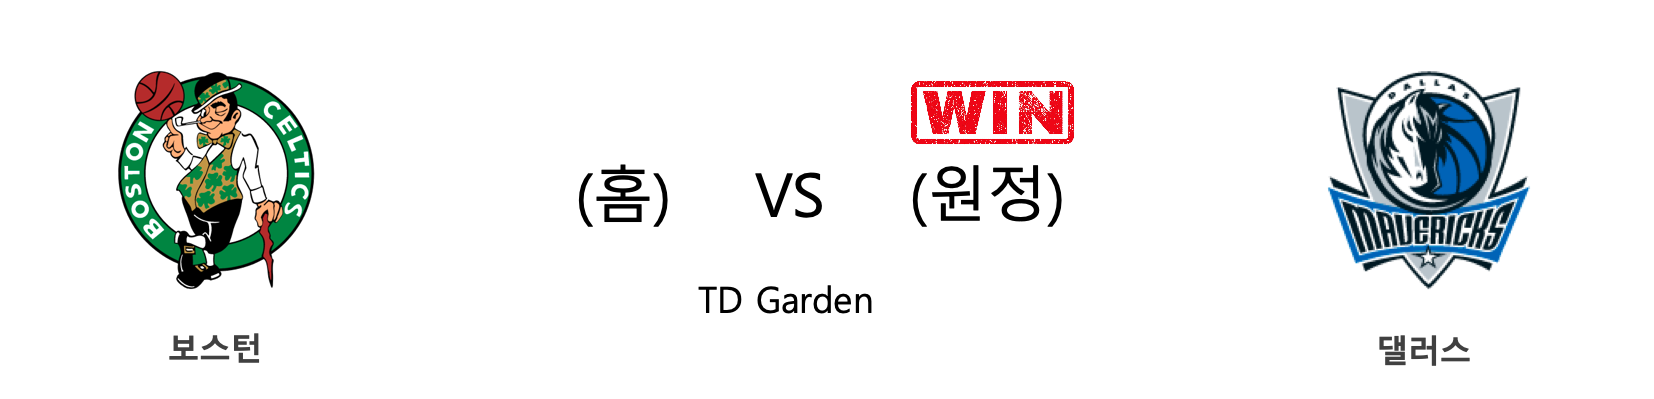 BOSTON CELTICS
WIN
DALLAS
MAVERICKS
(홈) VS (원정)
TD Garden
보스턴
댈러스